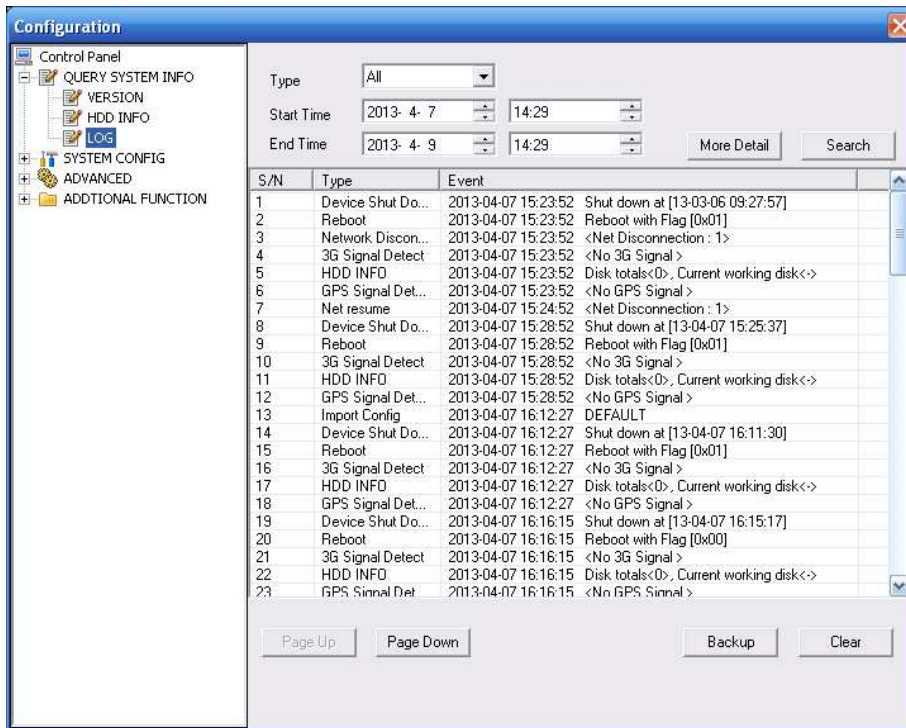 Configuration
Control Panel
QUERY SYSTEM INFO
VERSION
HDD INFO
LOG
SYSTEM CONFIG
ADVANCED
ADDTIONAL FUNCTION
Type All
Start Time 2013- 4- 7 14:29
End Time 2013- 4- 9 14:29
More Detail Search
S/N Type Event
1 Device Shut Do... 2013-04-07 15:23:52 Shut down at [13-03-06 09:27:57]
2 Reboot 2013-04-07 15:23:52 Reboot with Flag [0x01]
3 Network Discon... 2013-04-07 15:23:52 <Net Disconnection : 1>
4 3G Signal Detect 2013-04-07 15:23:52 <No 3G Signal >
5 HDD INFO 2013-04-07 15:23:52 Disk totals<0>, Current working disk<->
6 GPS Signal Det... 2013-04-07 15:23:52 <No GPS Signal >
7 Net resume 2013-04-07 15:24:52 <Net Disconnection : 1>
8 Device Shut Do... 2013-04-07 15:28:52 Shut down at [13-04-07 15:25:37]
9 Reboot 2013-04-07 15:28:52 Reboot with Flag [0x01]
10 3G Signal Detect 2013-04-07 15:28:52 <No 3G Signal >
11 HDD INFO 2013-04-07 15:28:52 Disk totals<0>, Current working disk<->
12 GPS Signal Det... 2013-04-07 15:28:52 <No GPS Signal >
13 Import Config 2013-04-07 16:12:27 DEFAULT
14 Device Shut Do... 2013-04-07 16:12:27 Shut down at [13-04-07 16:11:30]
15 Reboot 2013-04-07 16:12:27 Reboot with Flag [0x01]
16 3G Signal Detect 2013-04-07 16:12:27 <No 3G Signal >
17 HDD INFO 2013-04-07 16:12:27 Disk totals<0>, Current working disk<->
18 GPS Signal Det... 2013-04-07 16:12:27 <No GPS Signal >
19 Device Shut Do... 2013-04-07 16:16:15 Shut down at [13-04-07 16:15:17]
20 Reboot 2013-04-07 16:16:15 Reboot with Flag [0x00]
21 3G Signal Detect 2013-04-07 16:16:15 <No 3G Signal >
22 HDD INFO 2013-04-07 16:16:15 Disk totals<0>, Current working disk<->
23 GPS Signal Det 2013-04-07 16:16:15 <No GPS Signal >
Page Up Page Down Backup Clear